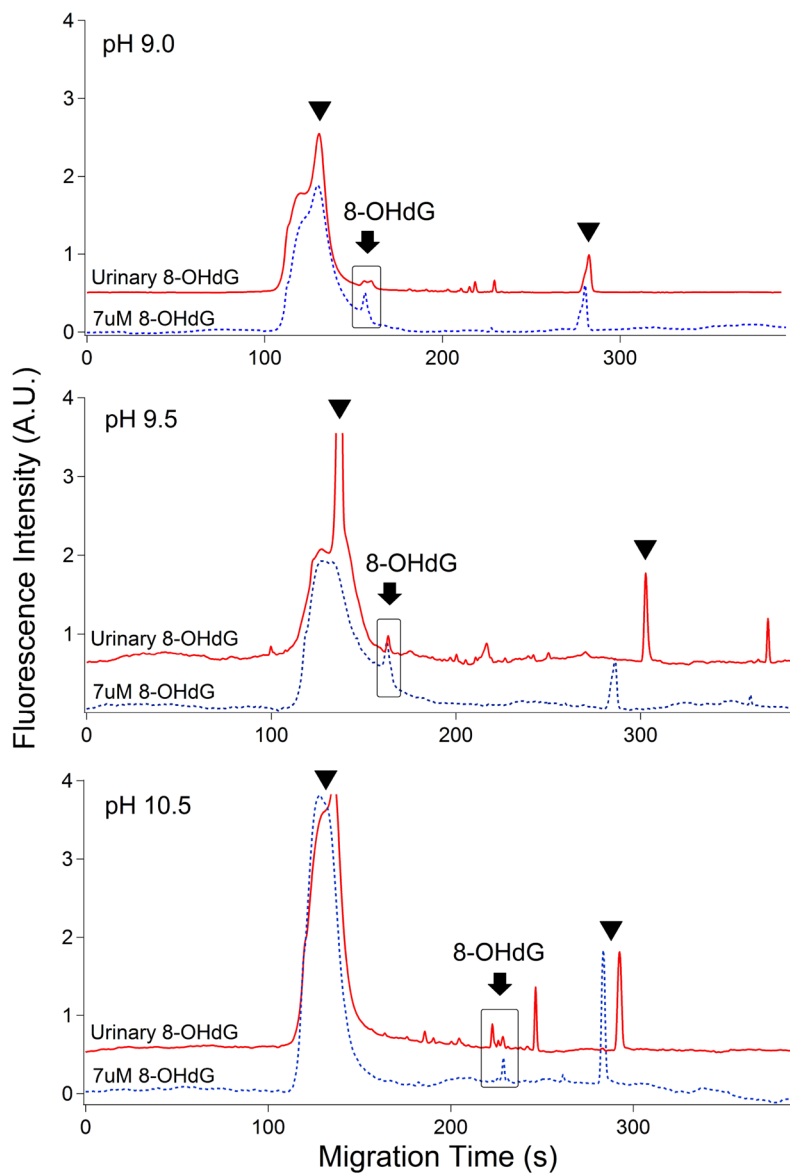 Fluorescence Intensity (A.U.)
pH 9.0
4
3
2
1
0
8-OHdG
Urinary 8-OHdG
7uM 8-OHdG
0 100 200 300
pH 9.5
4
3
2
1
0
8-OHdG
Urinary 8-OHdG
7uM 8-OHdG
0 100 200 300
pH 10.5
4
3
2
1
0
8-OHdG
Urinary 8-OHdG
7uM 8-OHdG
0 100 200 300
Migration Time (s)